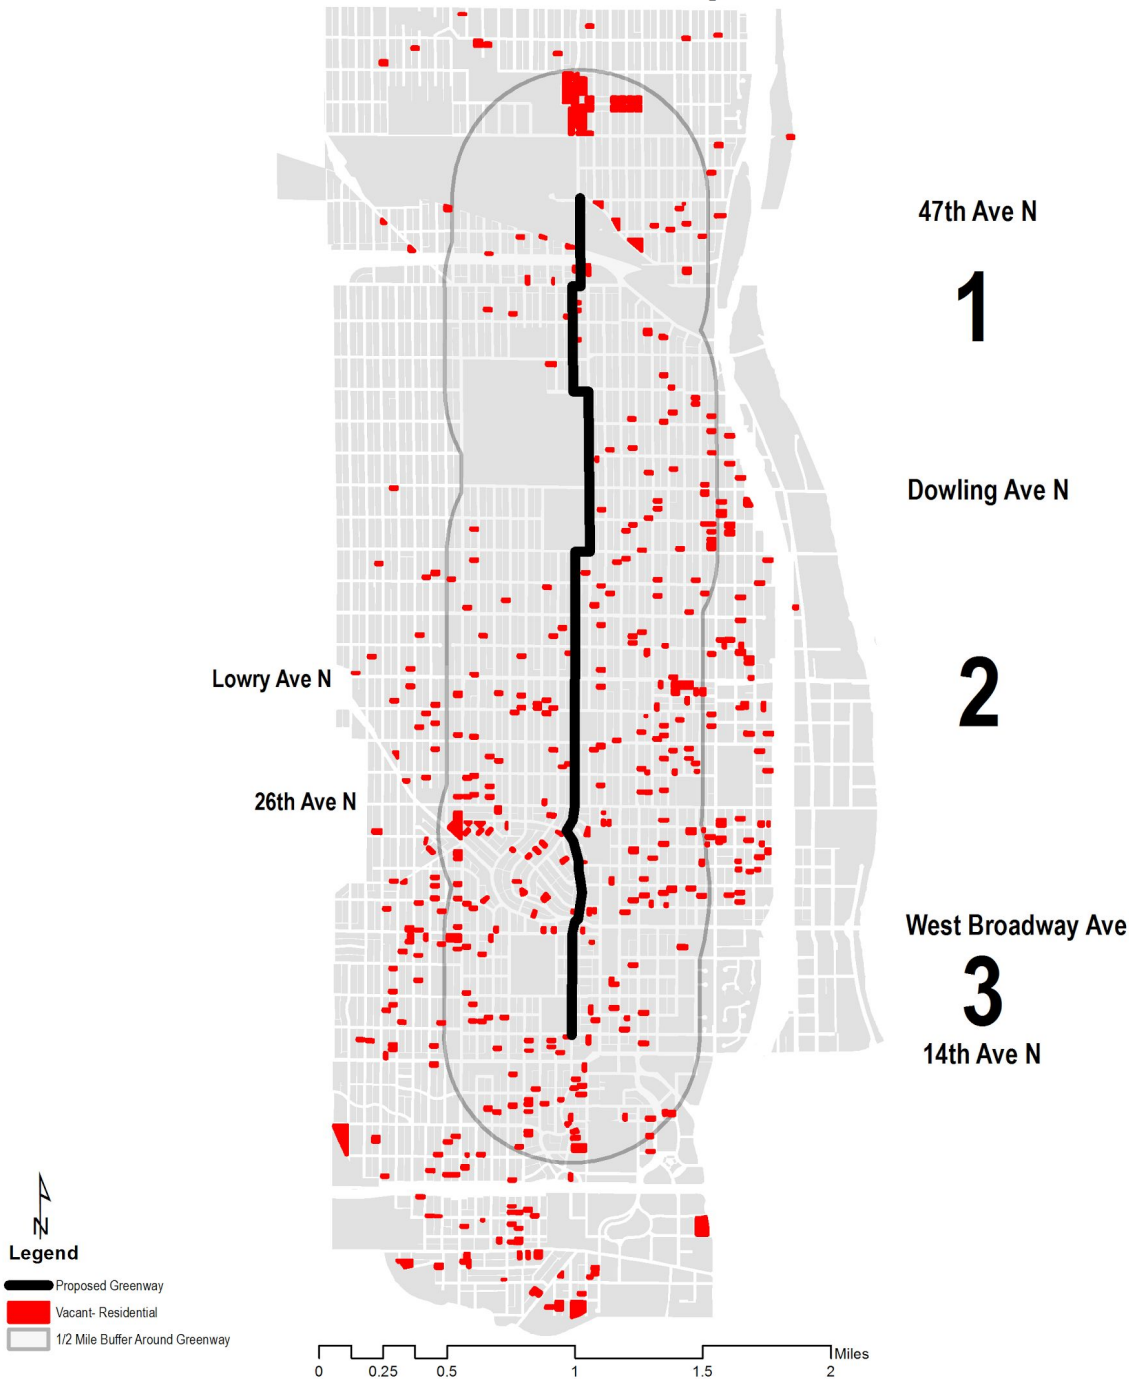 47th Ave N
1
Dowling Ave N
Lowry Ave N
2
26th Ave N
West Broadway Ave
3
14th Ave N
N
Legend
Proposed Greenway
Vacant- Residential
1/2 Mile Buffer Around Greenway
Miles
0 0.25 0.5 1 1.5 2